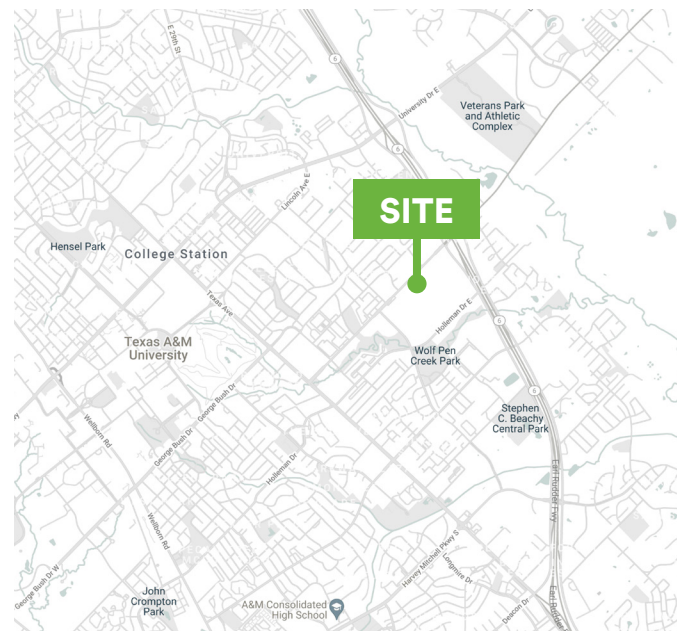 E 29th St
6
University Dr E
Veterans Park
and Athletic
Complex
6
Lincoln Ave E
SITE
Hensel Park
College Station
Texas Ave
Holleman Dr E
6
Texas A&M
University
Wolf Pen
Creek Park
George Bush Dr
6
Stephen
C. Beachy
Central Park
Wellborn Rd
George Bush Dr
Holleman Dr
Earl Rudder Fwy
Wellborn Rd
Harvey Mitchell Pkwy S
Longmire Dr
George Bush Dr W
John
Crompton
Park
A&M Consolidated
High School
Deacon Dr